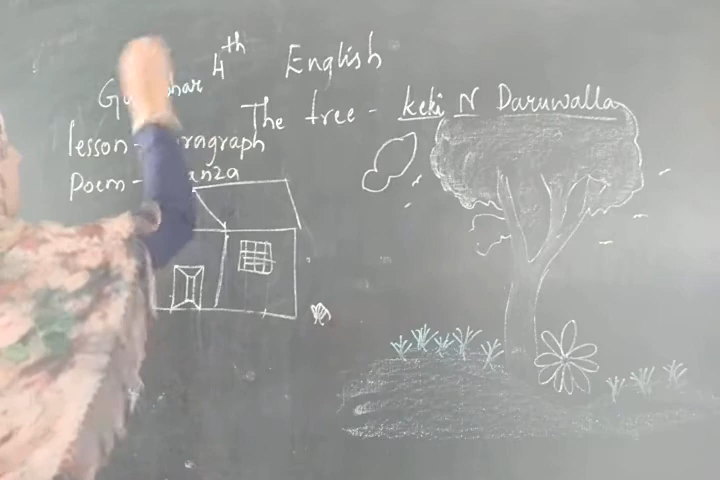 4th English
The tree - Keki N Daruwalla
lesson -
Poem -